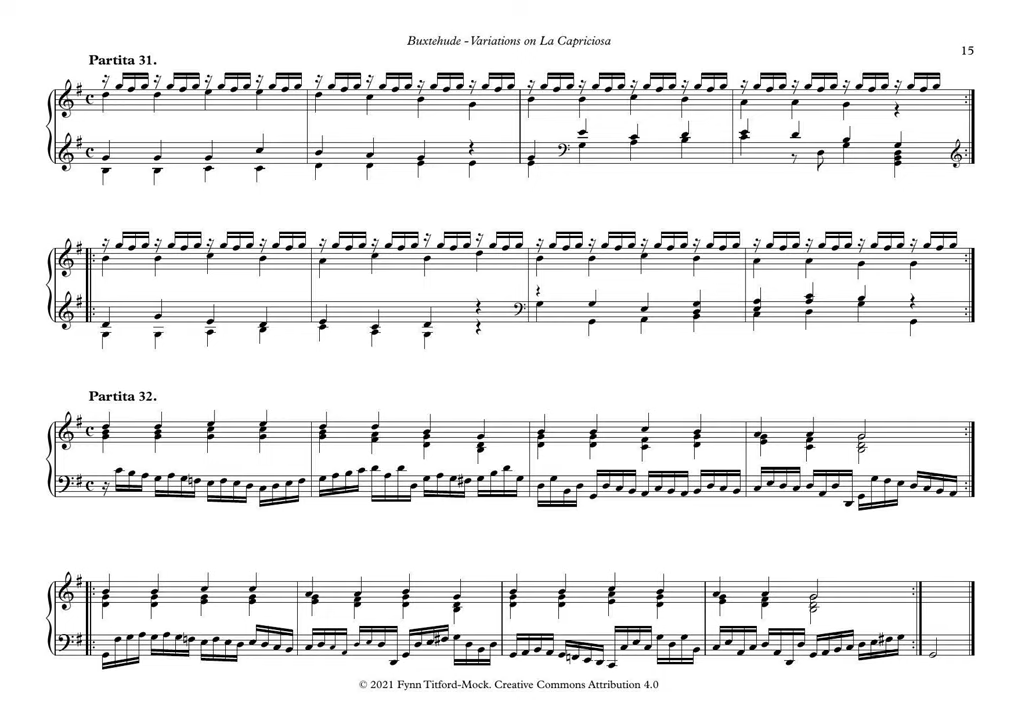 Buxtehude - Variations on La Capriciosa
15
Partita 31.
Partita 32.
© 2021 Fynn Titford-Mock. Creative Commons Attribution 4.0